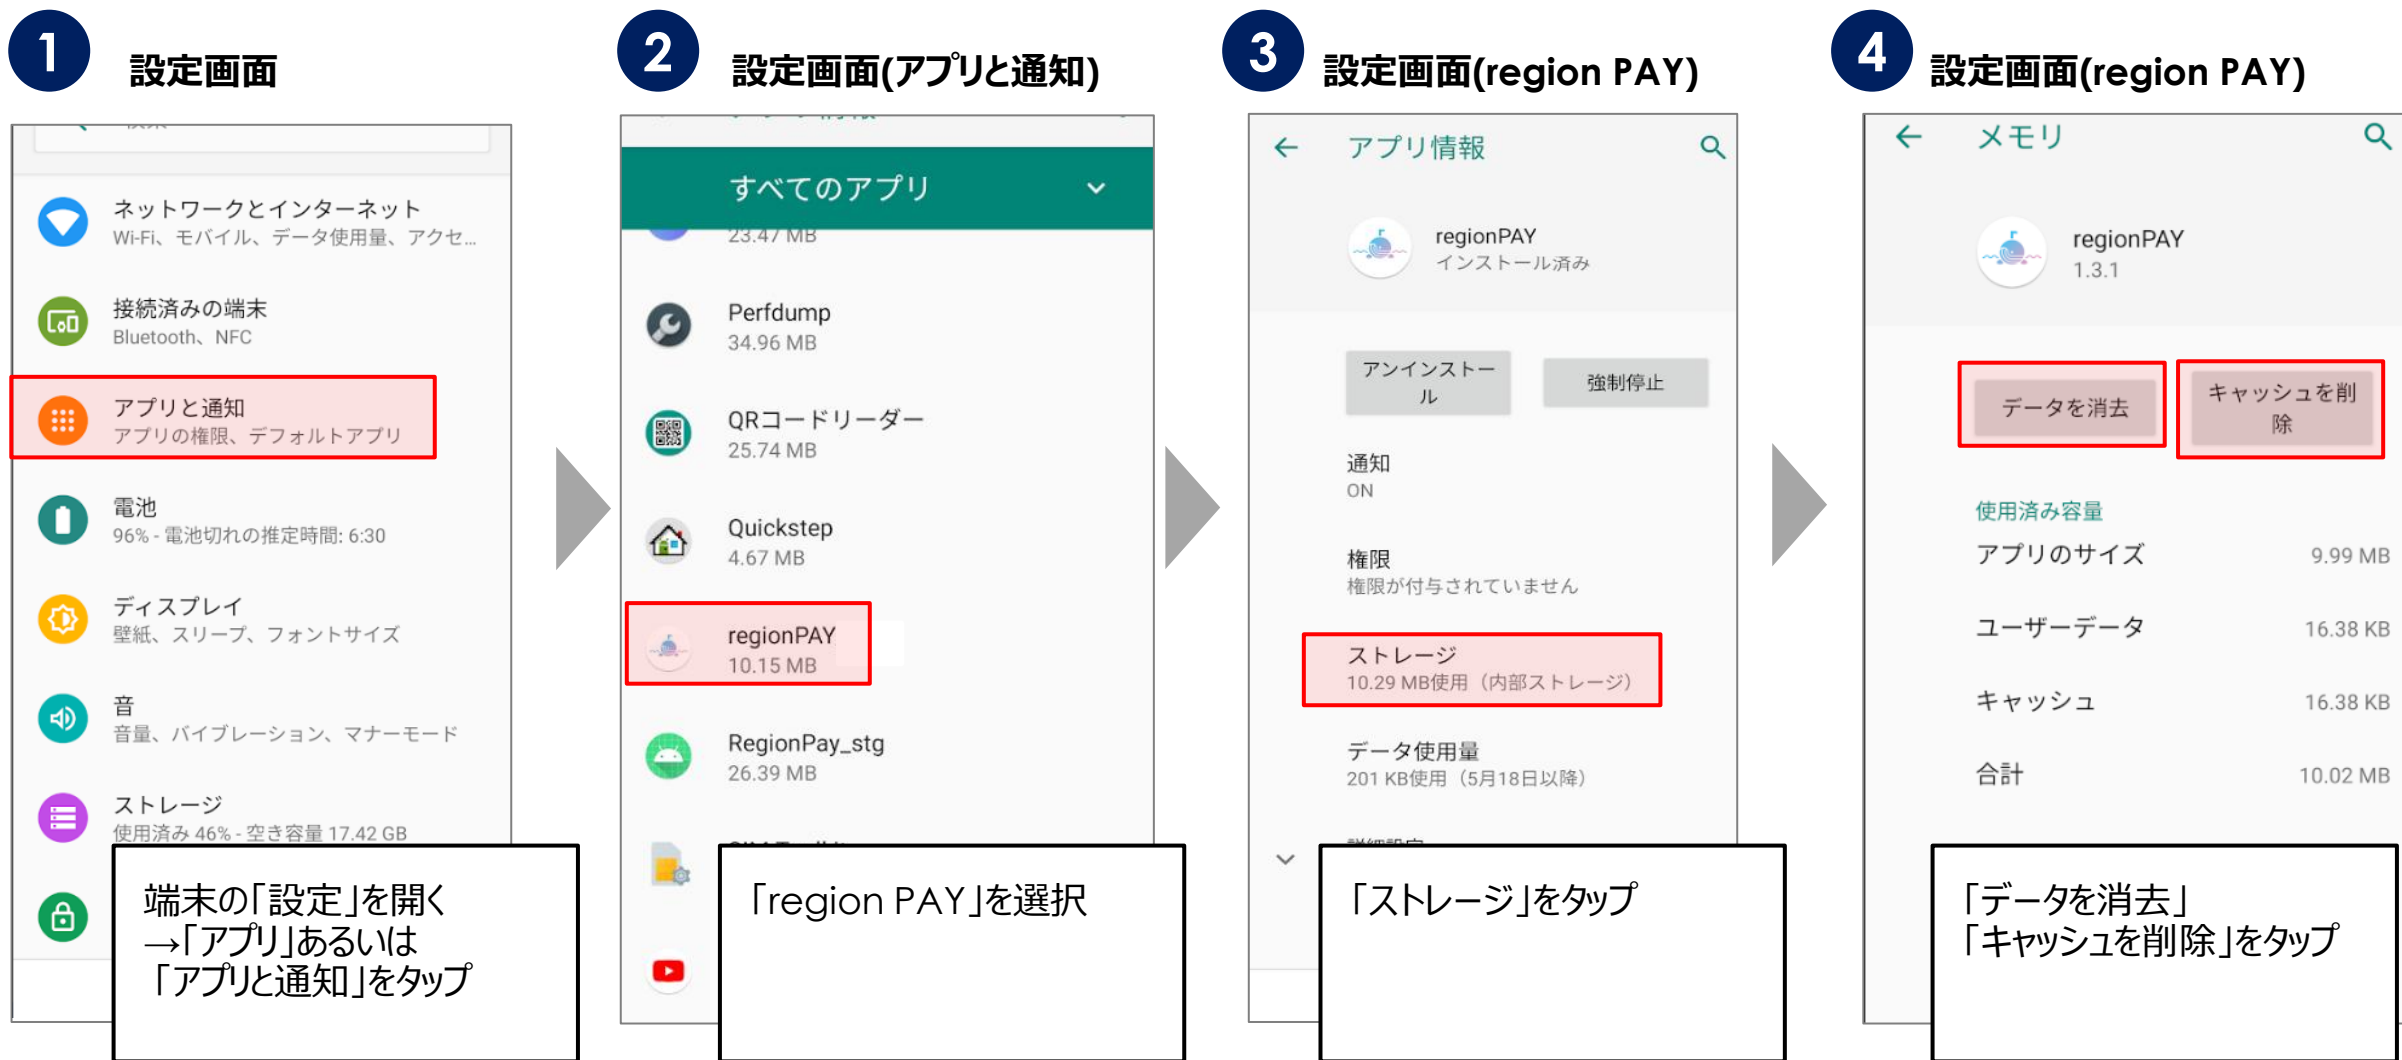 1
設定画面
ネットワークとインターネット
Wi-Fi、モバイル、データ使用量、アクセ...
接続済みの端末
Bluetooth、NFC
アプリと通知
アプリの権限、デフォルトアプリ
電池
96% - 電池切れの推定時間: 6:30
ディスプレイ
壁紙、スリープ、フォントサイズ
音
音量、バイブレーション、マナーモード
ストレージ
使用済み 46% - 空き容量 17.42 GB
端末の「設定」を開く
→「アプリ」あるいは
「アプリと通知」をタップ
2
設定画面(アプリと通知)
すべてのアプリ
23.47 MB
Perfdump
34.96 MB
QRコードリーダー
25.74 MB
Quickstep
4.67 MB
regionPAY
10.15 MB
RegionPay_stg
26.39 MB
「region PAY」を選択
3
設定画面(region PAY)
アプリ情報
regionPAY
インストール済み
アンインストー
ル
強制停止
通知
ON
権限
権限が付与されていません
ストレージ
10.29 MB使用（内部ストレージ）
データ使用量
201 KB使用（5月18日以降）
「ストレージ」をタップ
4
設定画面(region PAY)
メモリ
regionPAY
1.3.1
データを消去
キャッシュを削
除
使用済み容量
アプリのサイズ 9.99 MB
ユーザーデータ 16.38 KB
キャッシュ 16.38 KB
合計 10.02 MB
「データを消去」
「キャッシュを削除」をタップ